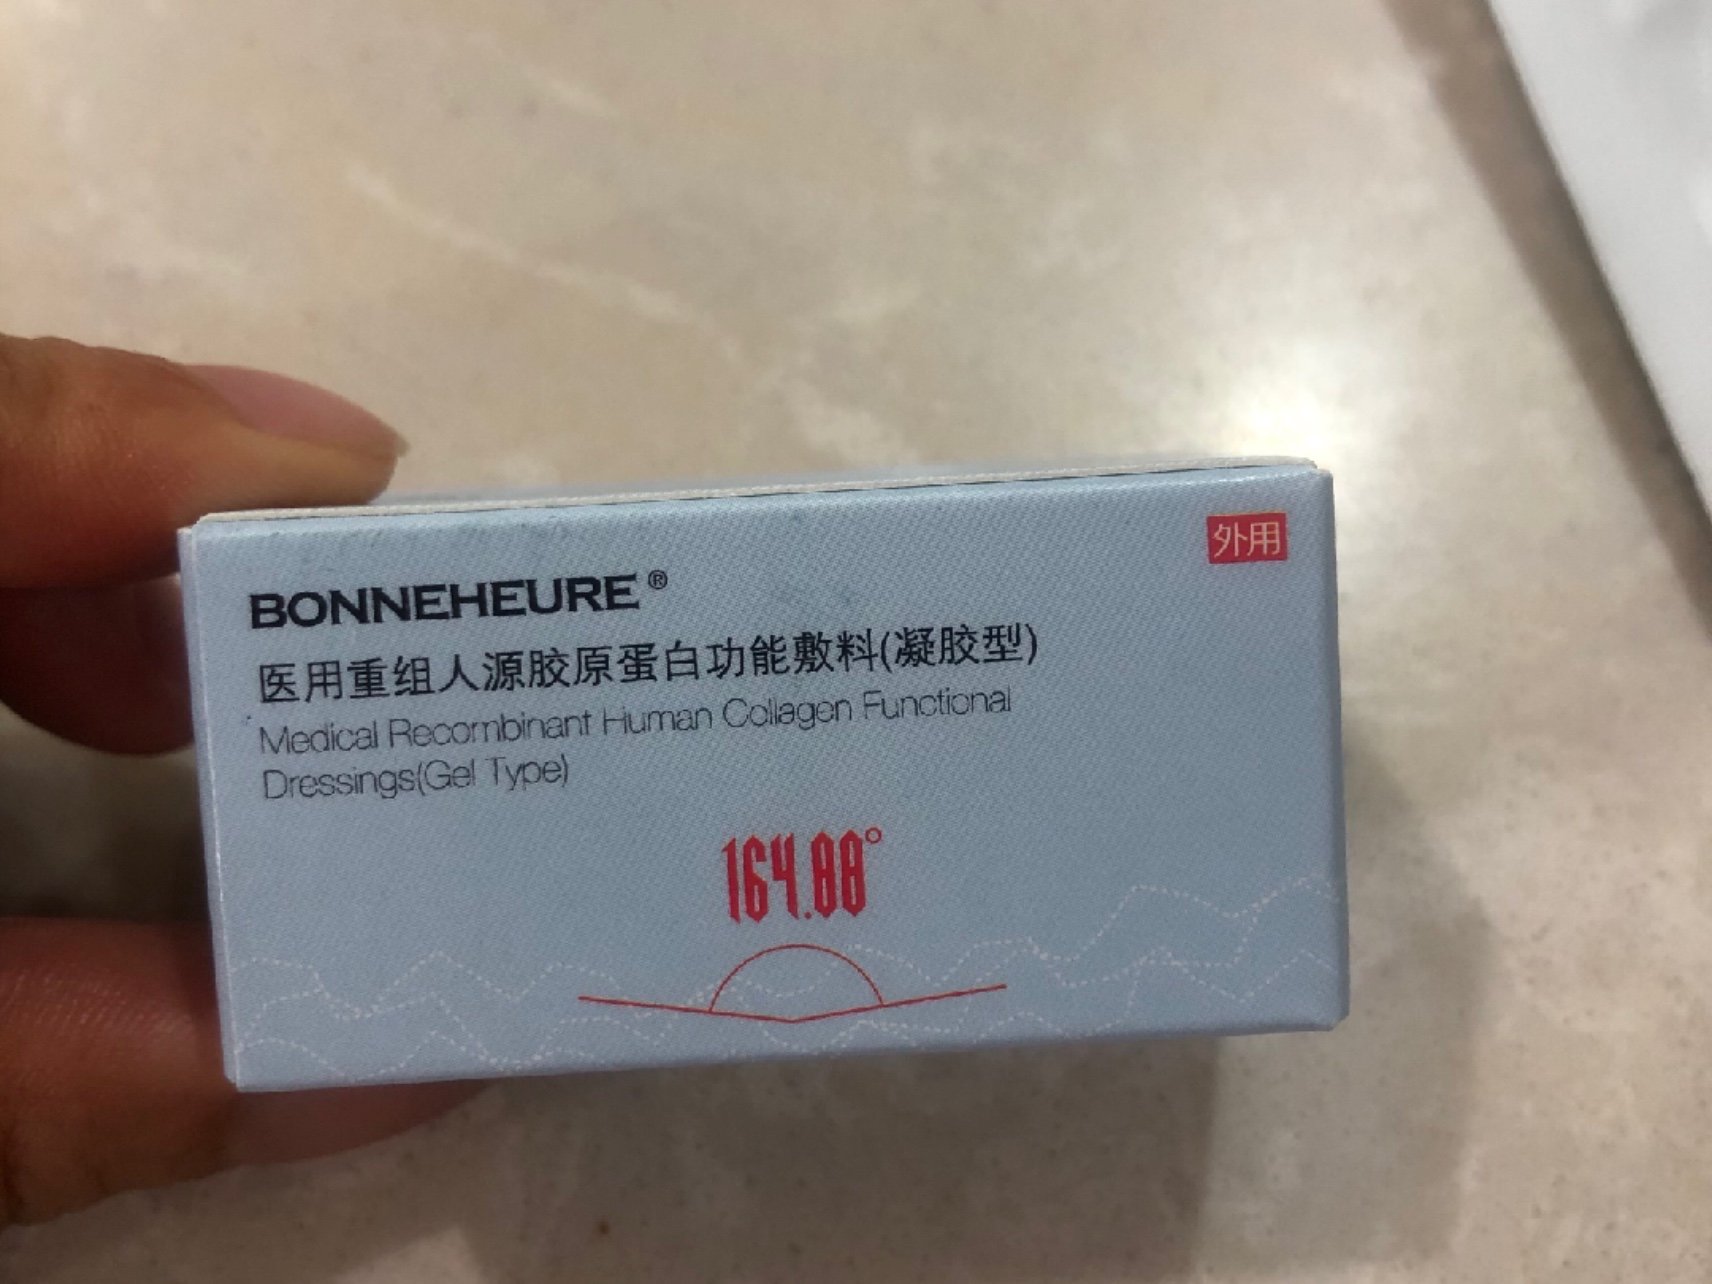 外用
BONNEHEURE®
医用重组人源胶原蛋白功能敷料(凝胶型)
Medical Recombinant Human Collagen Functional
Dressings(Gel Type)
164.88°